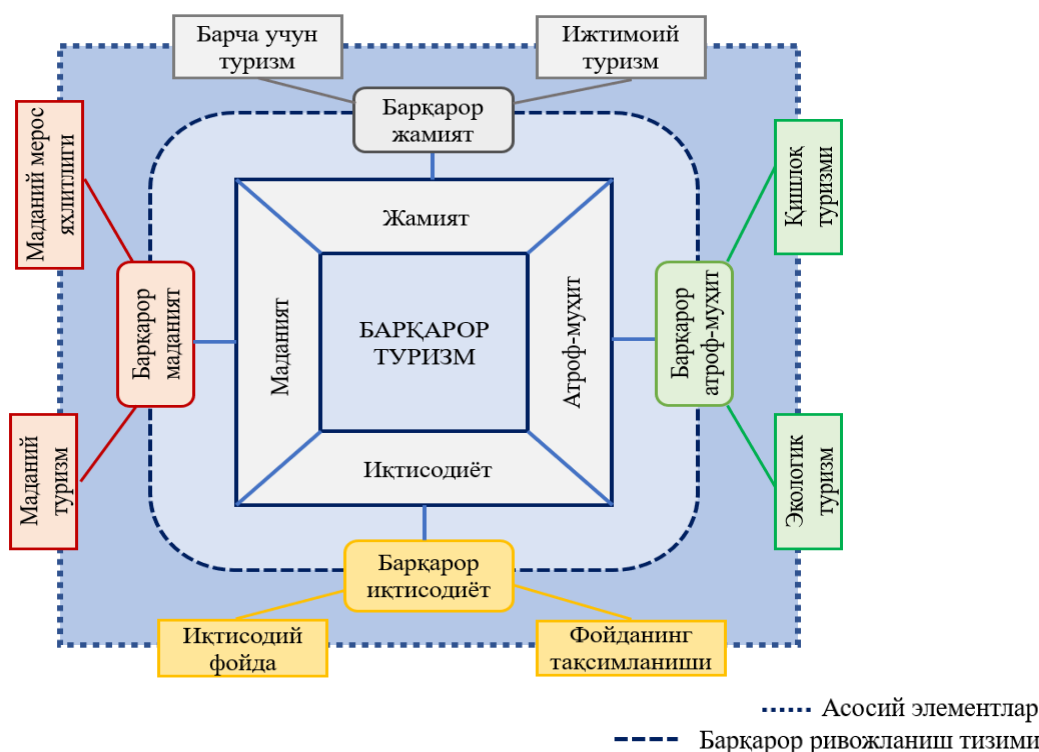 Барча учун
туризм
Ижтимоий
туризм
Барқарор
жамият
Маданий мерос
яхлитлиги
Қишлоқ
туризми
Жамият
Барқарор
маданият
Маданият
БАРҚАРОР
ТУРИЗМ
Атроф-муҳит
Барқарор
атроф-муҳит
Маданий
туризм
Иқтисодиёт
Экологик
туризм
Барқарор
иқтисодиёт
Иқтисодий
фойда
Фойданинг
тақсимланиши
Асосий элементлар
Барқарор ривожланиш тизими